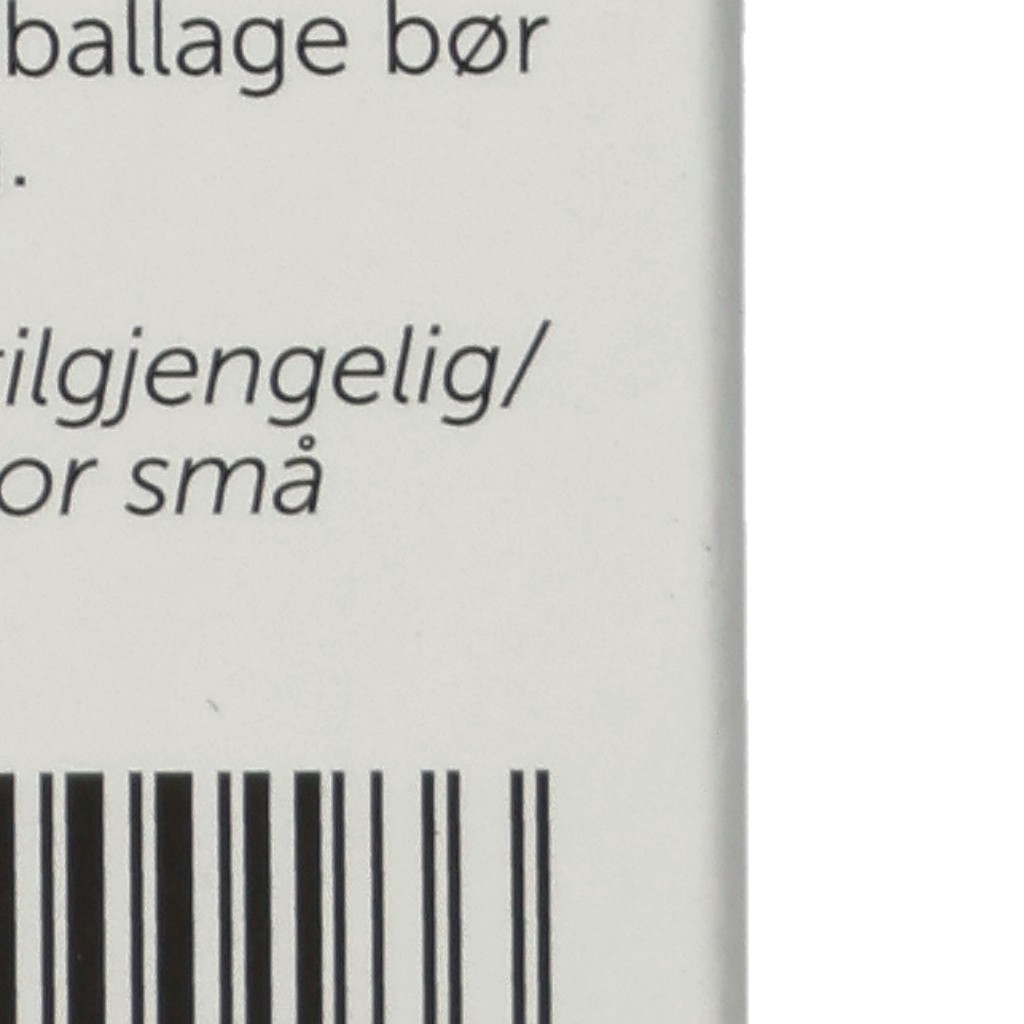 ballage bør
.
ilgjengelig/
or små